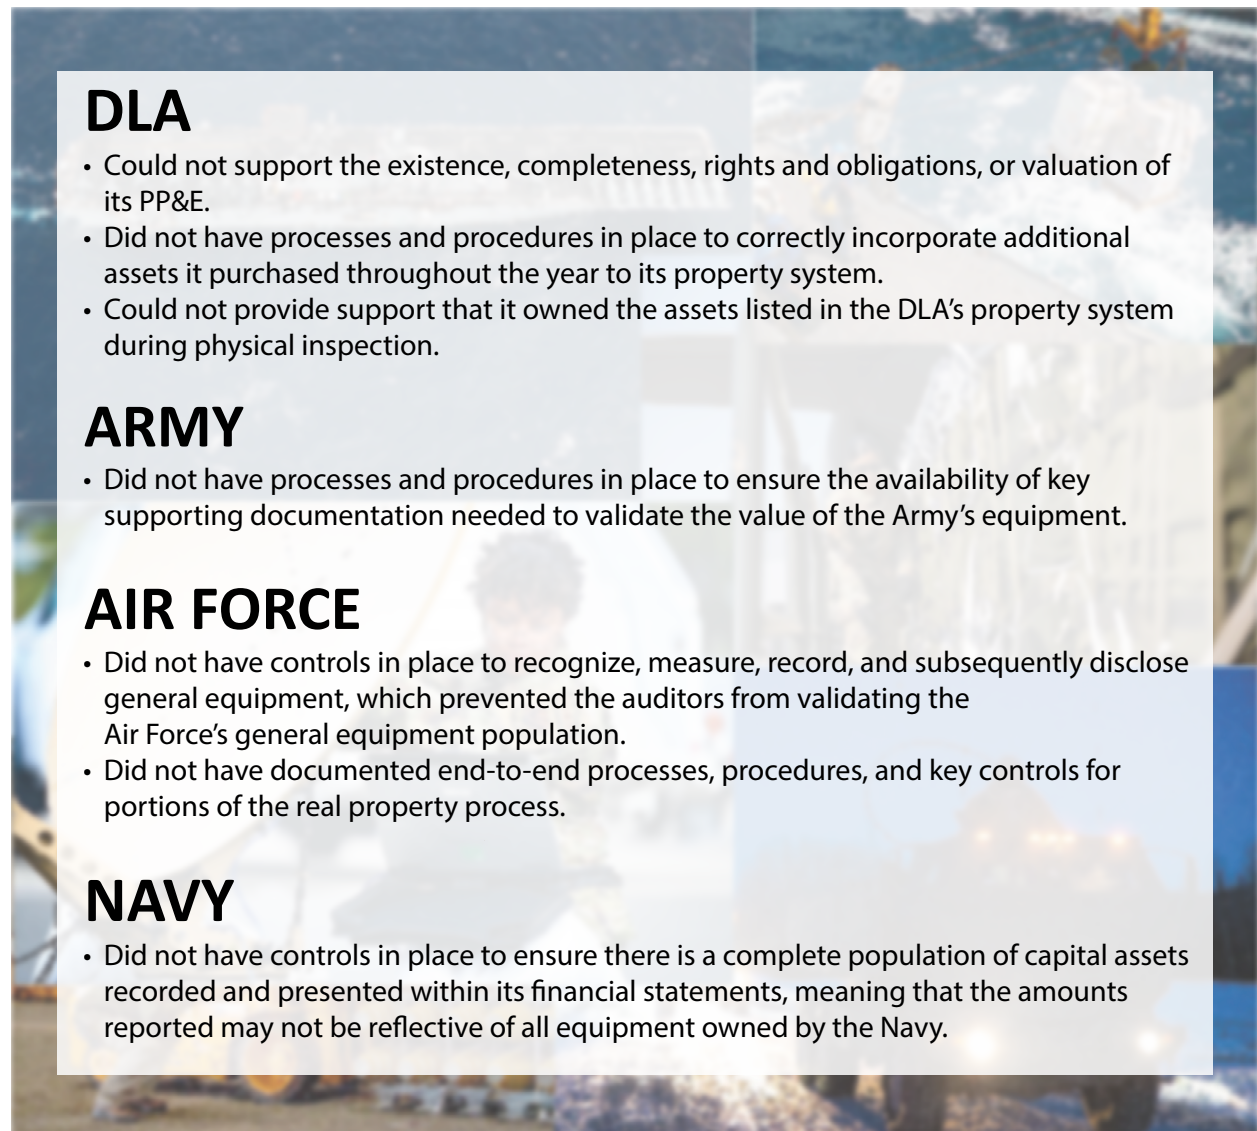 DLA
• Could not support the existence, completeness, rights and obligations, or valuation of
its PP&E.
• Did not have processes and procedures in place to correctly incorporate additional
assets it purchased throughout the year to its property system.
• Could not provide support that it owned the assets listed in the DLA’s property system
during physical inspection.
ARMY
• Did not have processes and procedures in place to ensure the availability of key
supporting documentation needed to validate the value of the Army’s equipment.
AIR FORCE
• Did not have controls in place to recognize, measure, record, and subsequently disclose
general equipment, which prevented the auditors from validating the
Air Force’s general equipment population.
• Did not have documented end-to-end processes, procedures, and key controls for
portions of the real property process.
NAVY
• Did not have controls in place to ensure there is a complete population of capital assets
recorded and presented within its financial statements, meaning that the amounts
reported may not be reflective of all equipment owned by the Navy.